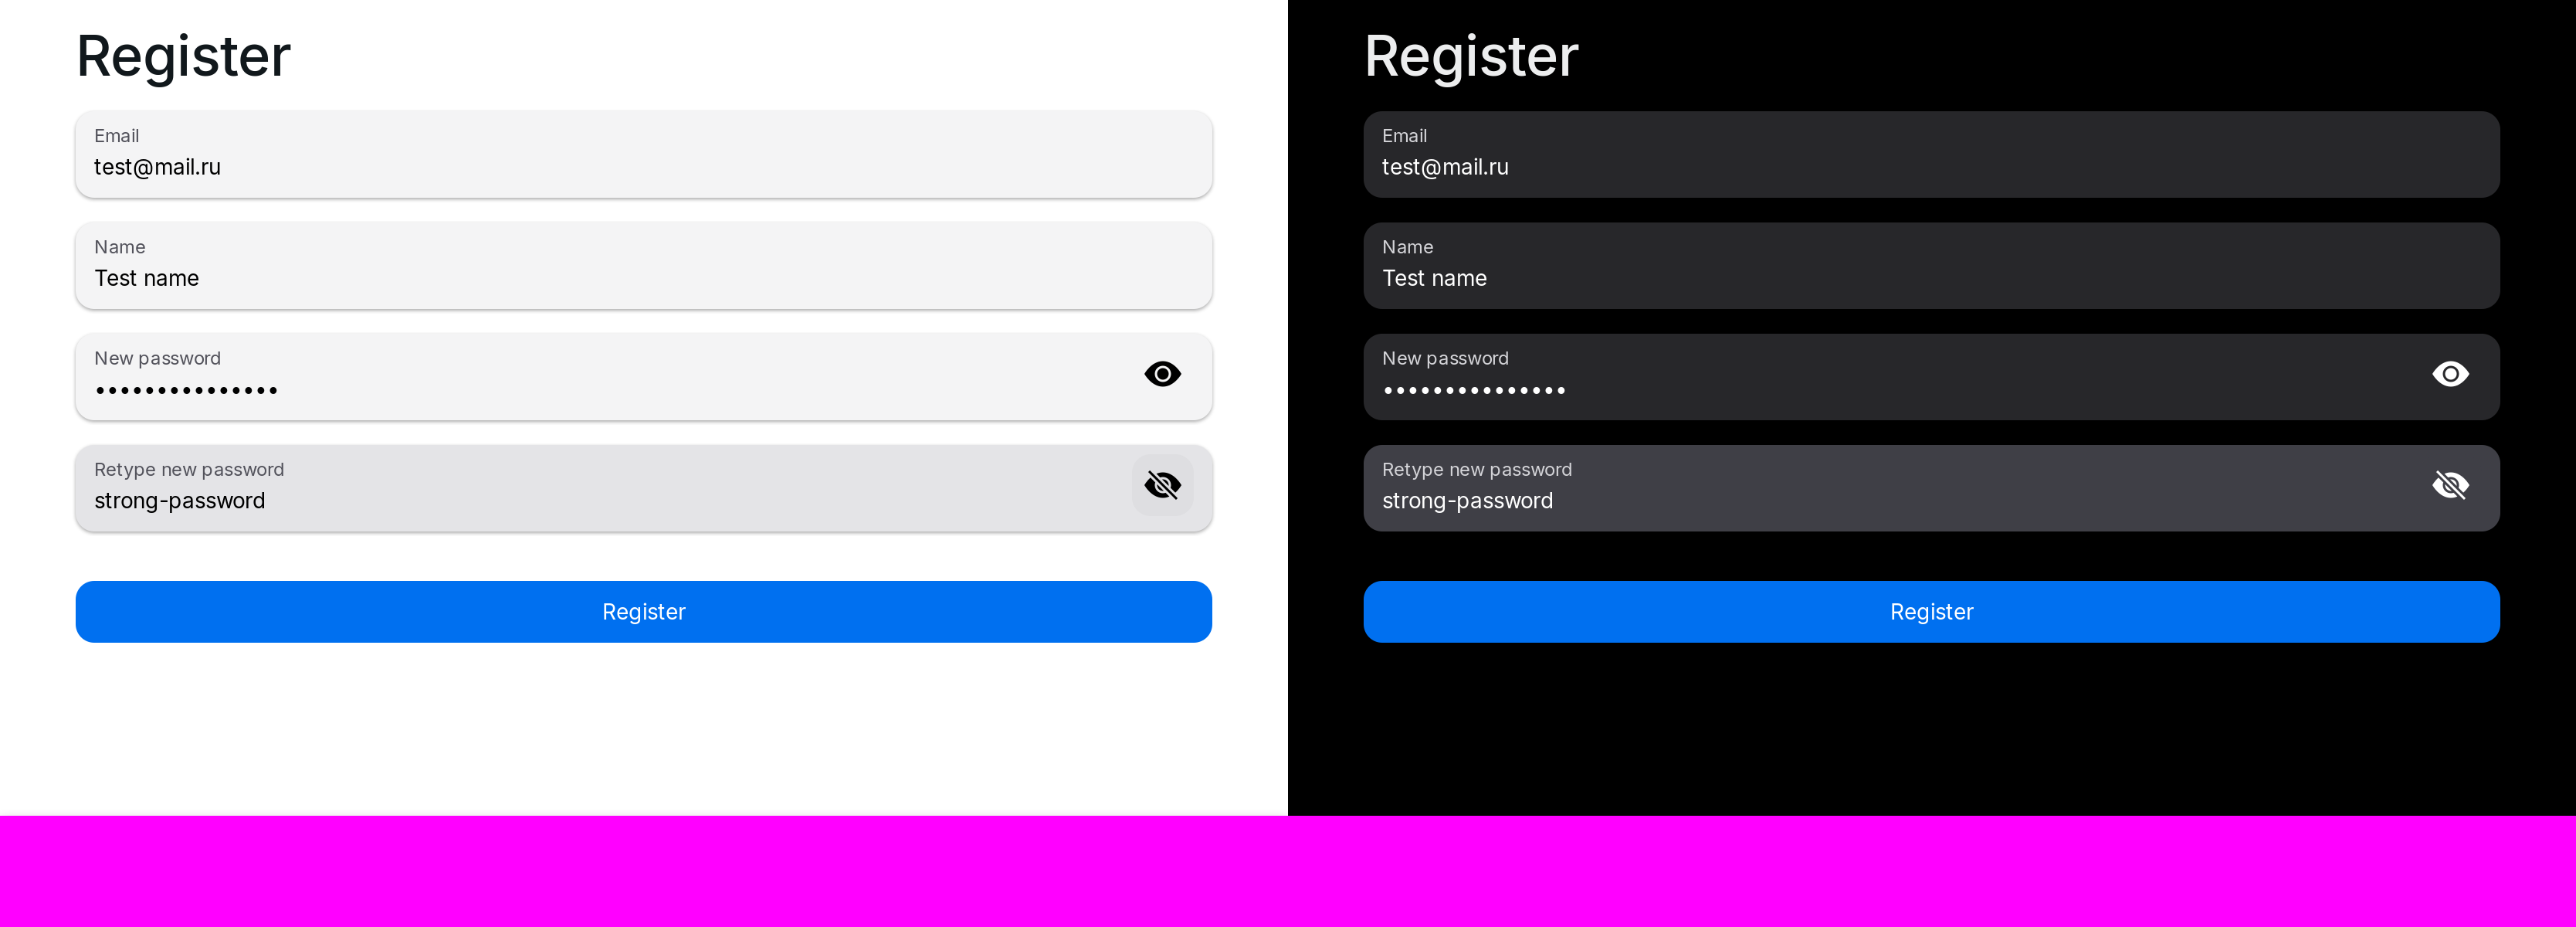 Register
Email
test@mail.ru
Name
Test name
New password
•••••••••••••••
Retype new password
strong-password
Register
Register
Email
test@mail.ru
Name
Test name
New password
•••••••••••••••
Retype new password
strong-password
Register